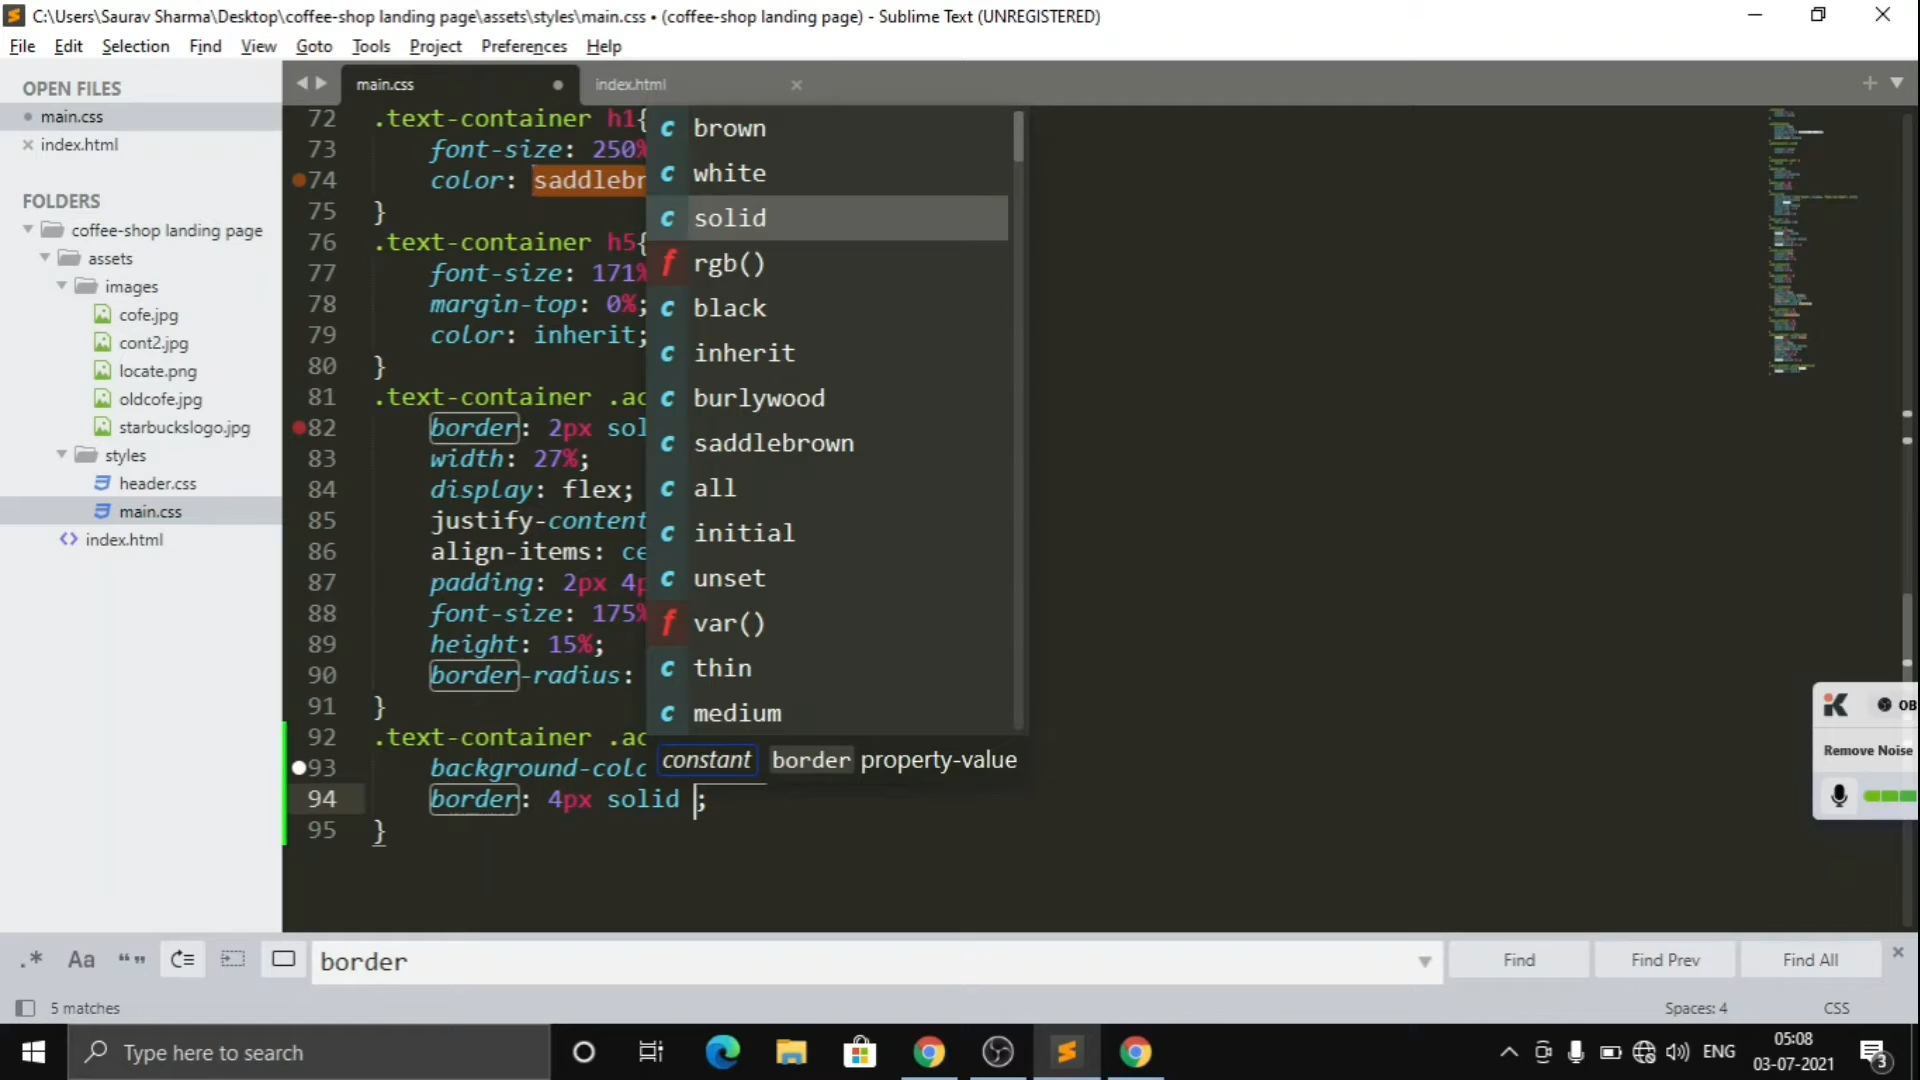 C:\Users\Saurav Sharma\Desktop\coffee-shop landing page\assets\styles\main.css • (coffee-shop landing page) - Sublime Text (UNREGISTERED)
File Edit Selection Find View Goto Tools Project Preferences Help
OPEN FILES
main.css
index.html
FOLDERS
coffee-shop landing page
assets
images
cofe.jpg
cont2.jpg
locate.png
oldcofe.jpg
starbuckslogo.jpg
styles
header.css
main.css
index.html
main.css index.html
72 .text-container h1{
73 font-size: 250%
74 color: saddlebr
75 }
76 .text-container h5{
77 font-size: 171%
78 margin-top: 0%;
79 color: inherit;
80 }
81 .text-container .ac
82 border: 2px sol
83 width: 27%;
84 display: flex;
85 justify-content
86 align-items: ce
87 padding: 2px 4p
88 font-size: 175%
89 height: 15%;
90 border-radius:
91 }
92 .text-container .ac
93 background-colo
94 border: 4px solid ;
95 }
c brown
c white
c solid
f rgb()
c black
c inherit
c burlywood
c saddlebrown
c all
c initial
c unset
f var()
c thin
c medium
constant border property-value
OB
Remove Noise
.* Aa “ ” border Find Find Prev Find All
5 matches Spaces: 4 CSS
Type here to search ENG 05:08
03-07-2021 3